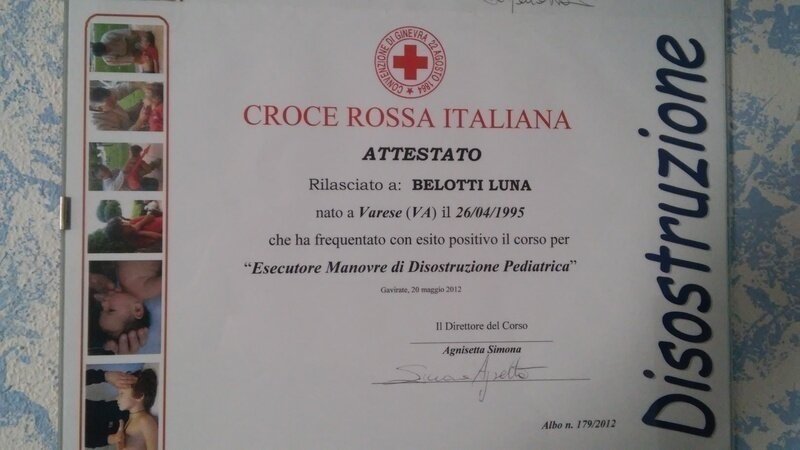 CONVENZIONE DI GINEVRA 22 AGOSTO 1864
CROCE ROSSA ITALIANA
ATTESTATO
Rilasciato a: BELOTTI LUNA
nato a Varese (VA) il 26/04/1995
che ha frequentato con esito positivo il corso per
“Esecutore Manovre di Disostruzione Pediatrica”
Gavirate, 20 maggio 2012
Il Direttore del Corso
Agnisetta Simona
Albo n. 179/2012
Disostruzione